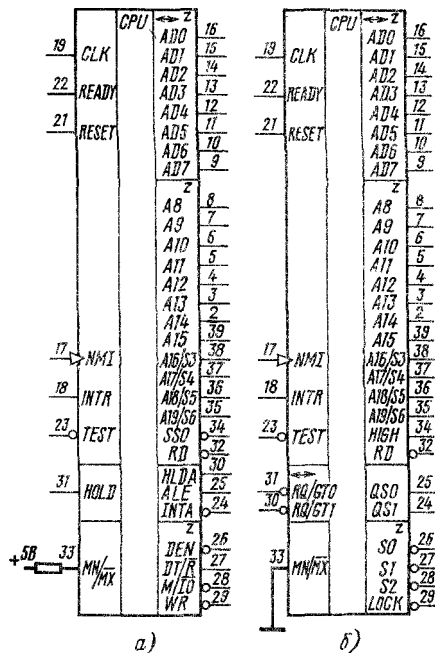 CPU Z
19 CLK
22 READY
21 RESET
17 NMI
18 INTR
23 TEST
31 HOLD
+5В 33 MN/MX
AD0 16
AD1 15
AD2 14
AD3 13
AD4 12
AD5 11
AD6 10
AD7 9
Z
A8 8
A9 7
A10 6
A11 5
A12 4
A13 3
A14 2
A15 39
A16/S3 38
A17/S4 37
A18/S5 36
A19/S6 35
SSO 34
RD 32
HLDA 30
ALE 25
INTA 24
Z
DEN 26
DT/R 27
M/IO 28
WR 29
а)
CPU Z
19 CLK
22 READY
21 RESET
17 NMI
18 INTR
23 TEST
31 RQ/GT0
30 RQ/GT1
33 MN/MX
AD0 16
AD1 15
AD2 14
AD3 13
AD4 12
AD5 11
AD6 10
AD7 9
Z
A8 8
A9 7
A10 6
A11 5
A12 4
A13 3
A14 2
A15 39
A16/S3 38
A17/S4 37
A18/S5 36
A19/S6 35
HIGH 34
RD 32
QS0 25
QS1 24
Z
S0 26
S1 27
S2 28
LOCK 29
б)